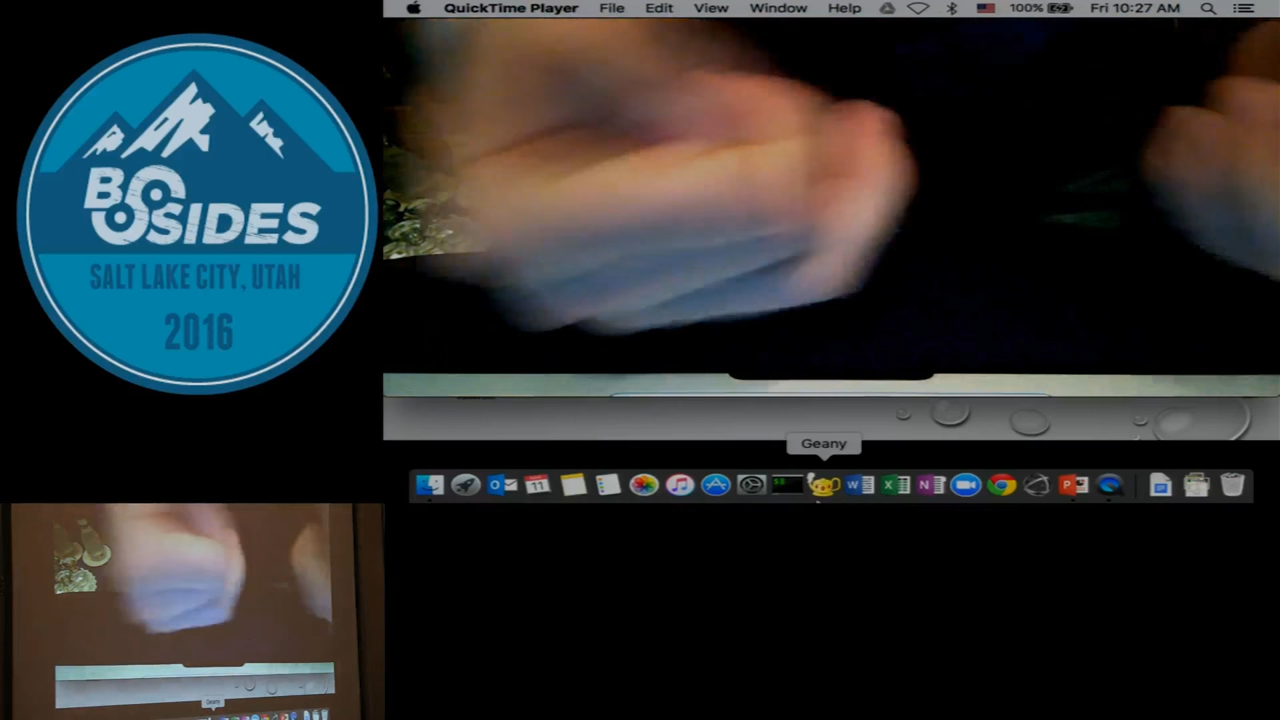 QuickTime Player File Edit View Window Help 100% Fri 10:27 AM
BSIDES
SALT LAKE CITY, UTAH
2016
Geany
11